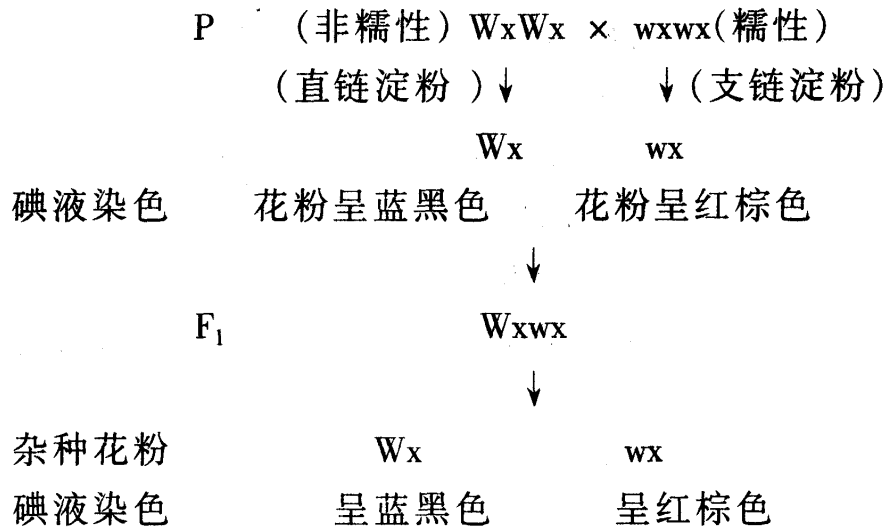 P （非糯性）WxWx × wxwx(糯性)
（直链淀粉 ）↓ ↓（支链淀粉）
Wx wx
碘液染色 花粉呈蓝黑色 花粉呈红棕色
↓
F₁ Wxwx
↓
杂种花粉 Wx wx
碘液染色 呈蓝黑色 呈红棕色